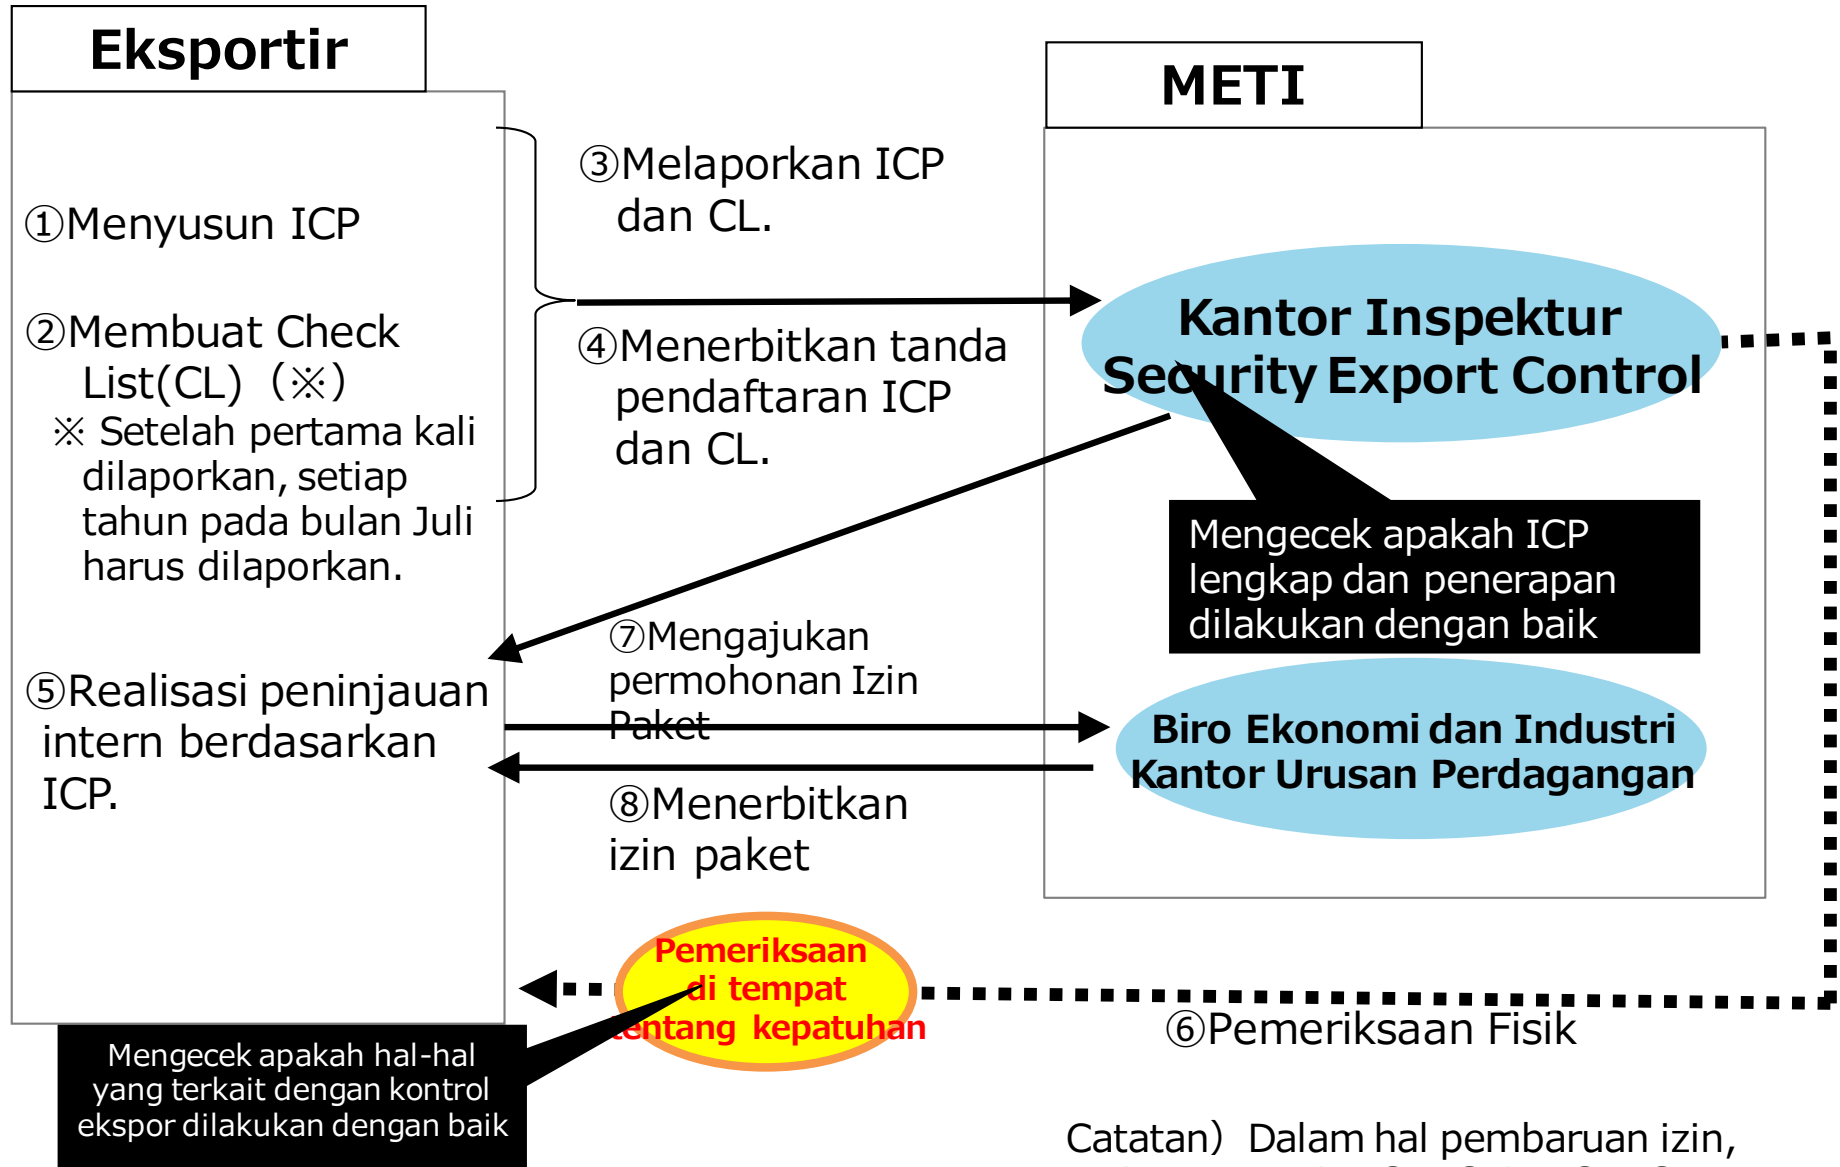 Eksportir
METI
①Menyusun ICP
②Membuat Check
List(CL)（※）
※ Setelah pertama kali
dilaporkan, setiap
tahun pada bulan Juli
harus dilaporkan.
⑤Realisasi peninjauan
intern berdasarkan
ICP.
③Melaporkan ICP
dan CL.
④Menerbitkan tanda
pendaftaran ICP
dan CL.
Kantor Inspektur
Security Export Control
Mengecek apakah ICP
lengkap dan penerapan
dilakukan dengan baik
⑦Mengajukan
permohonan Izin
Paket
Biro Ekonomi dan Industri
Kantor Urusan Perdagangan
⑧Menerbitkan
izin paket
Pemeriksaan
di tempat
tentang kepatuhan
⑥Pemeriksaan Fisik
Mengecek apakah hal-hal
yang terkait dengan kontrol
ekspor dilakukan dengan baik
Catatan）Dalam hal pembaruan izin,